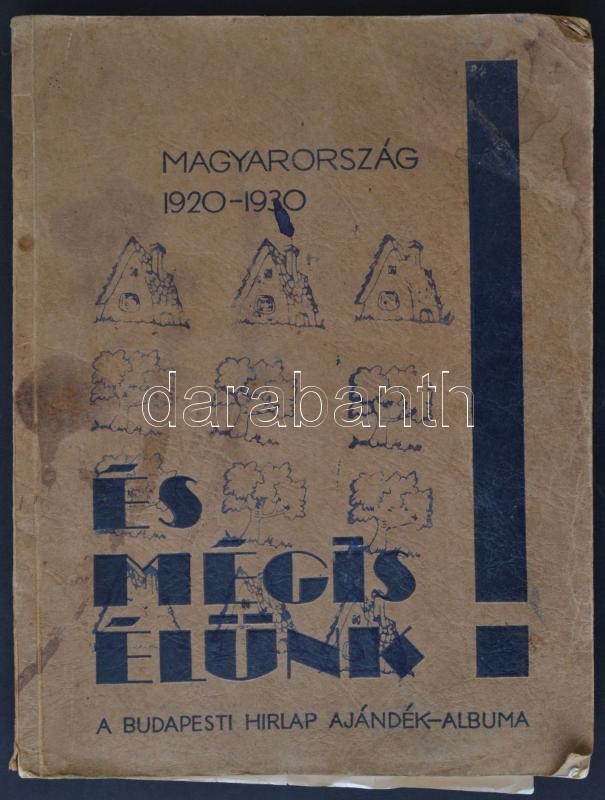 MAGYARORSZÁG
1920-1930
darabanth
ÉS
MÉGIS
ÉLÜNK!
A BUDAPESTI HIRLAP AJÁNDÉK-ALBUMA